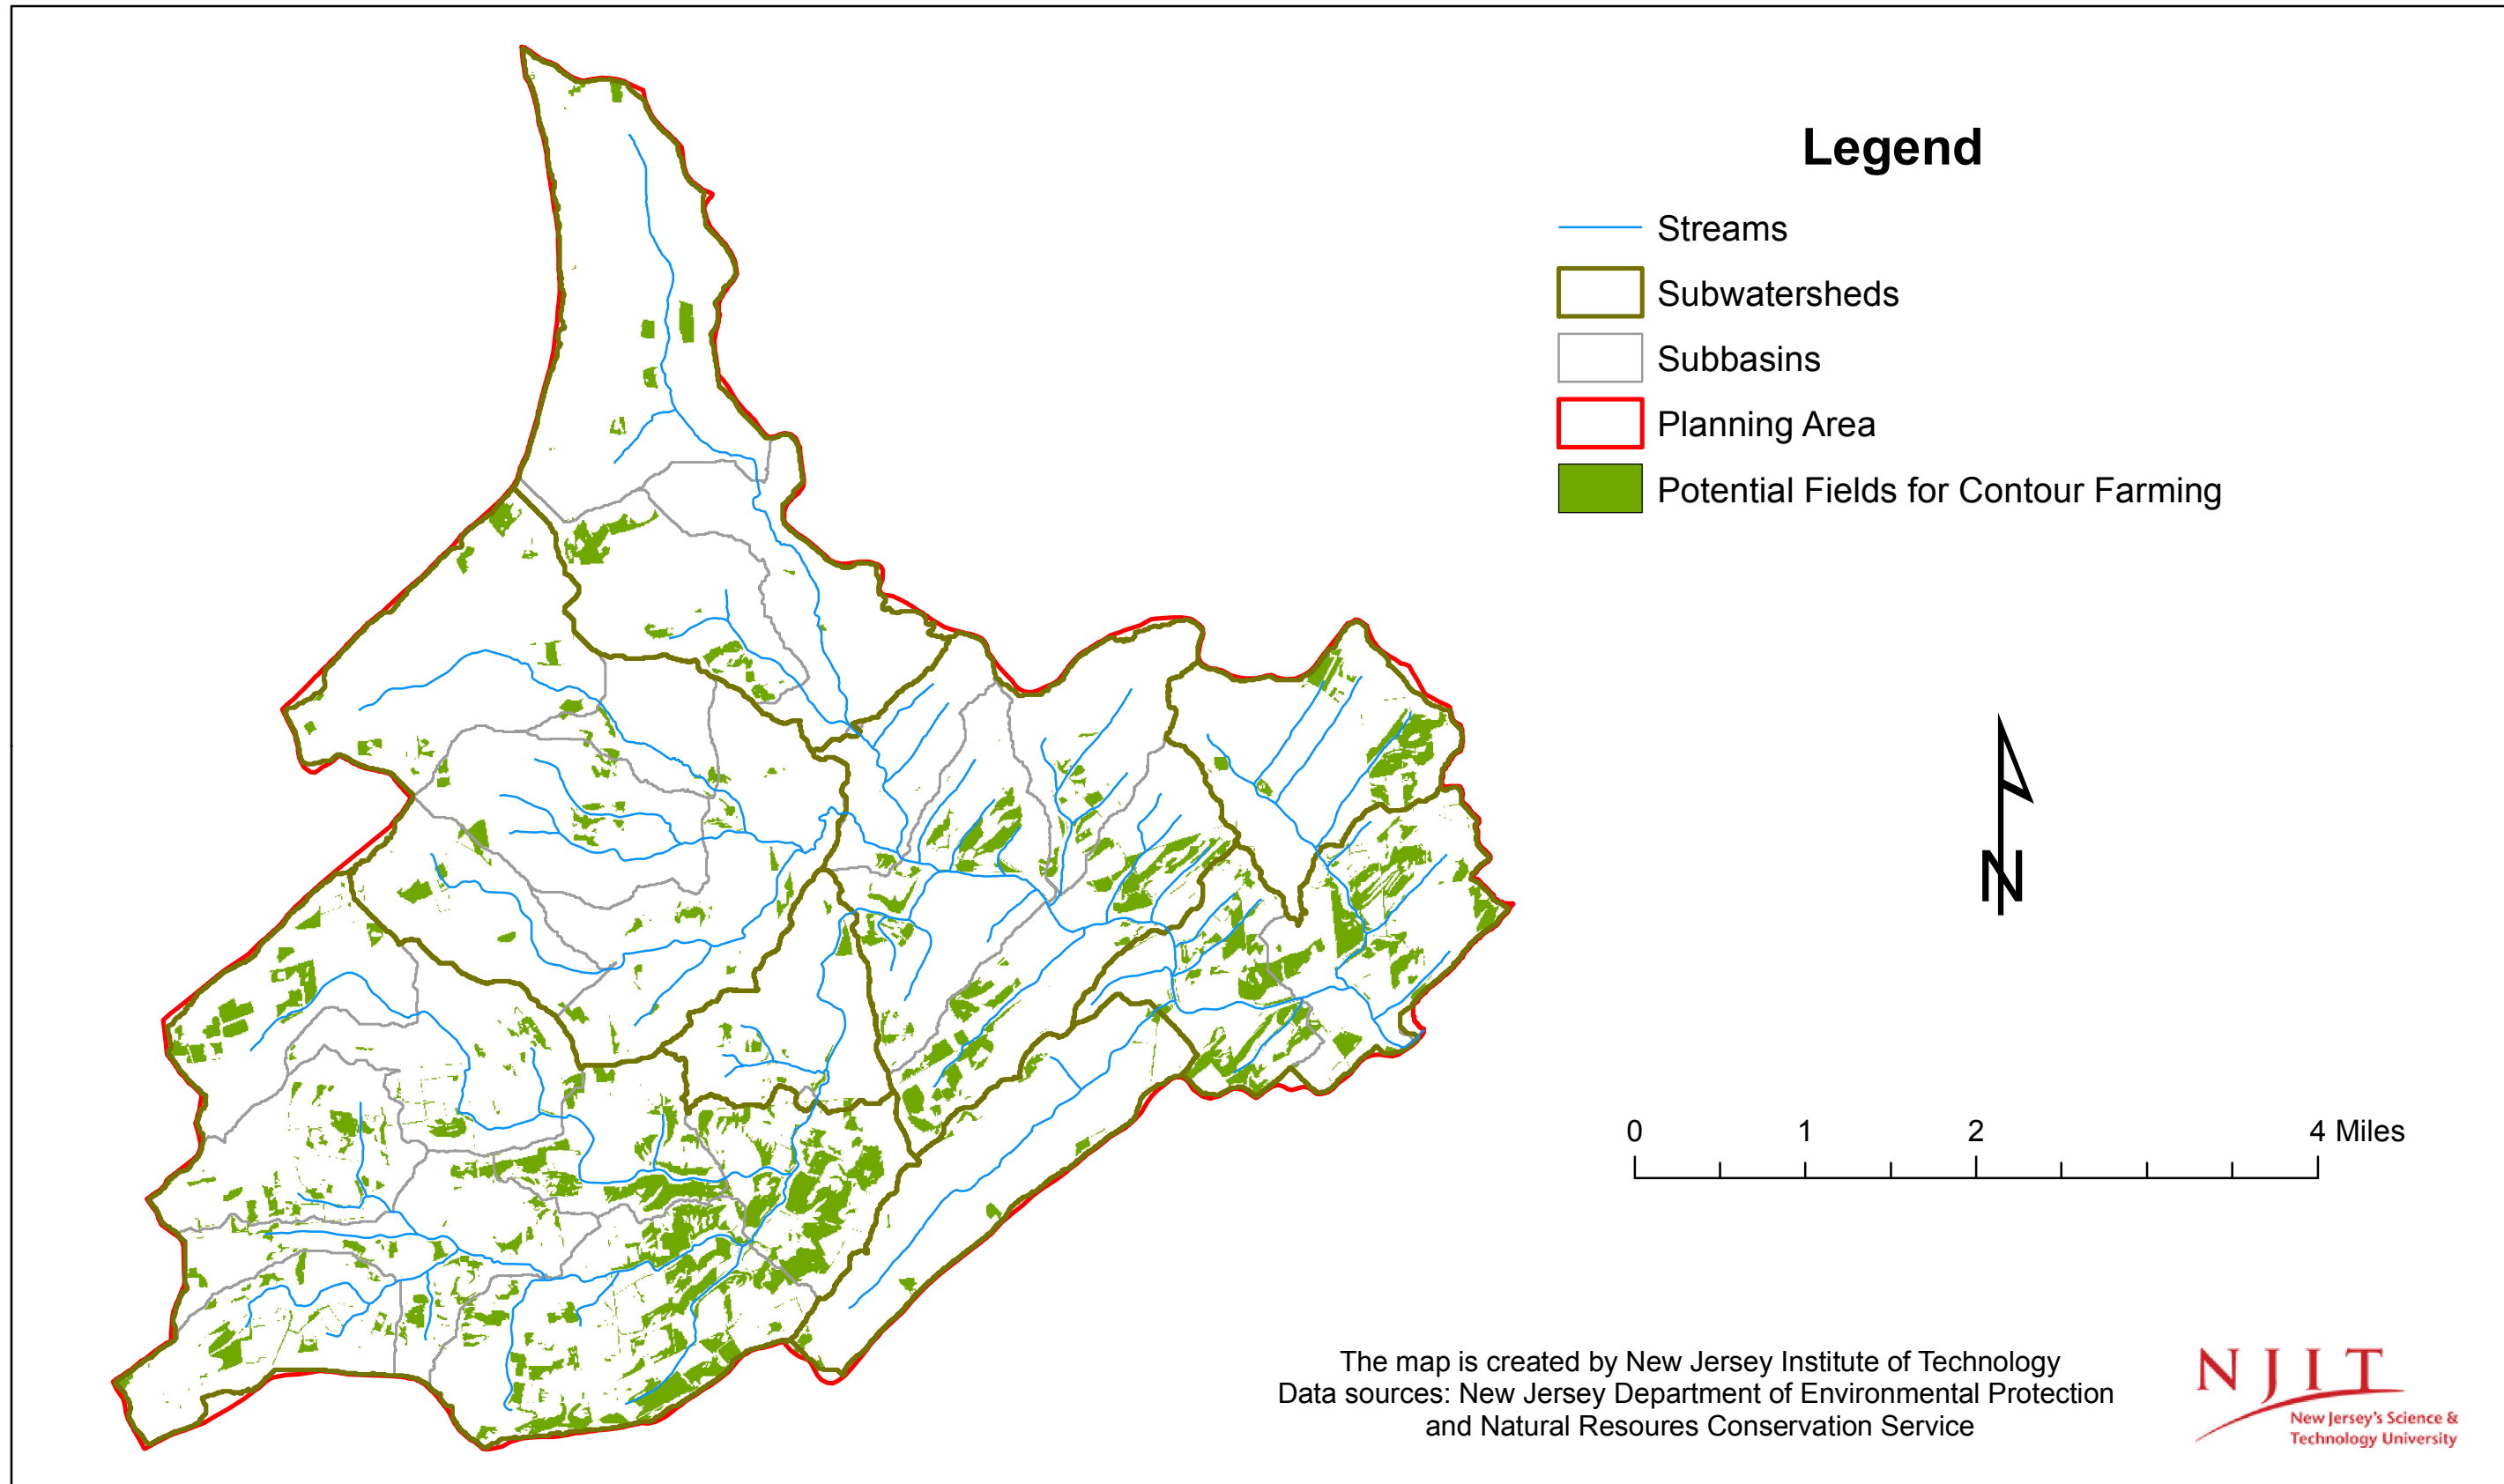 Legend
Streams
Subwatersheds
Subbasins
Planning Area
Potential Fields for Contour Farming
N
0 1 2 4 Miles
The map is created by New Jersey Institute of Technology
Data sources: New Jersey Department of Environmental Protection
and Natural Resoures Conservation Service
NJIT
New Jersey's Science &
Technology University